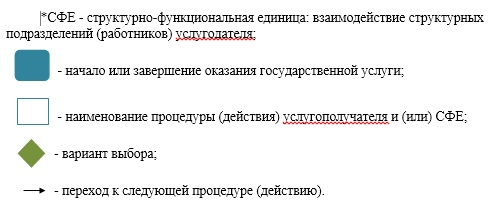 *СФЕ - структурно-функциональная единица: взаимодействие структурных
подразделений (работников) услугодателя;
- начало или завершение оказания государственной услуги;
- наименование процедуры (действия) услугополучателя и (или) СФЕ;
- вариант выбора;
- переход к следующей процедуре (действию).